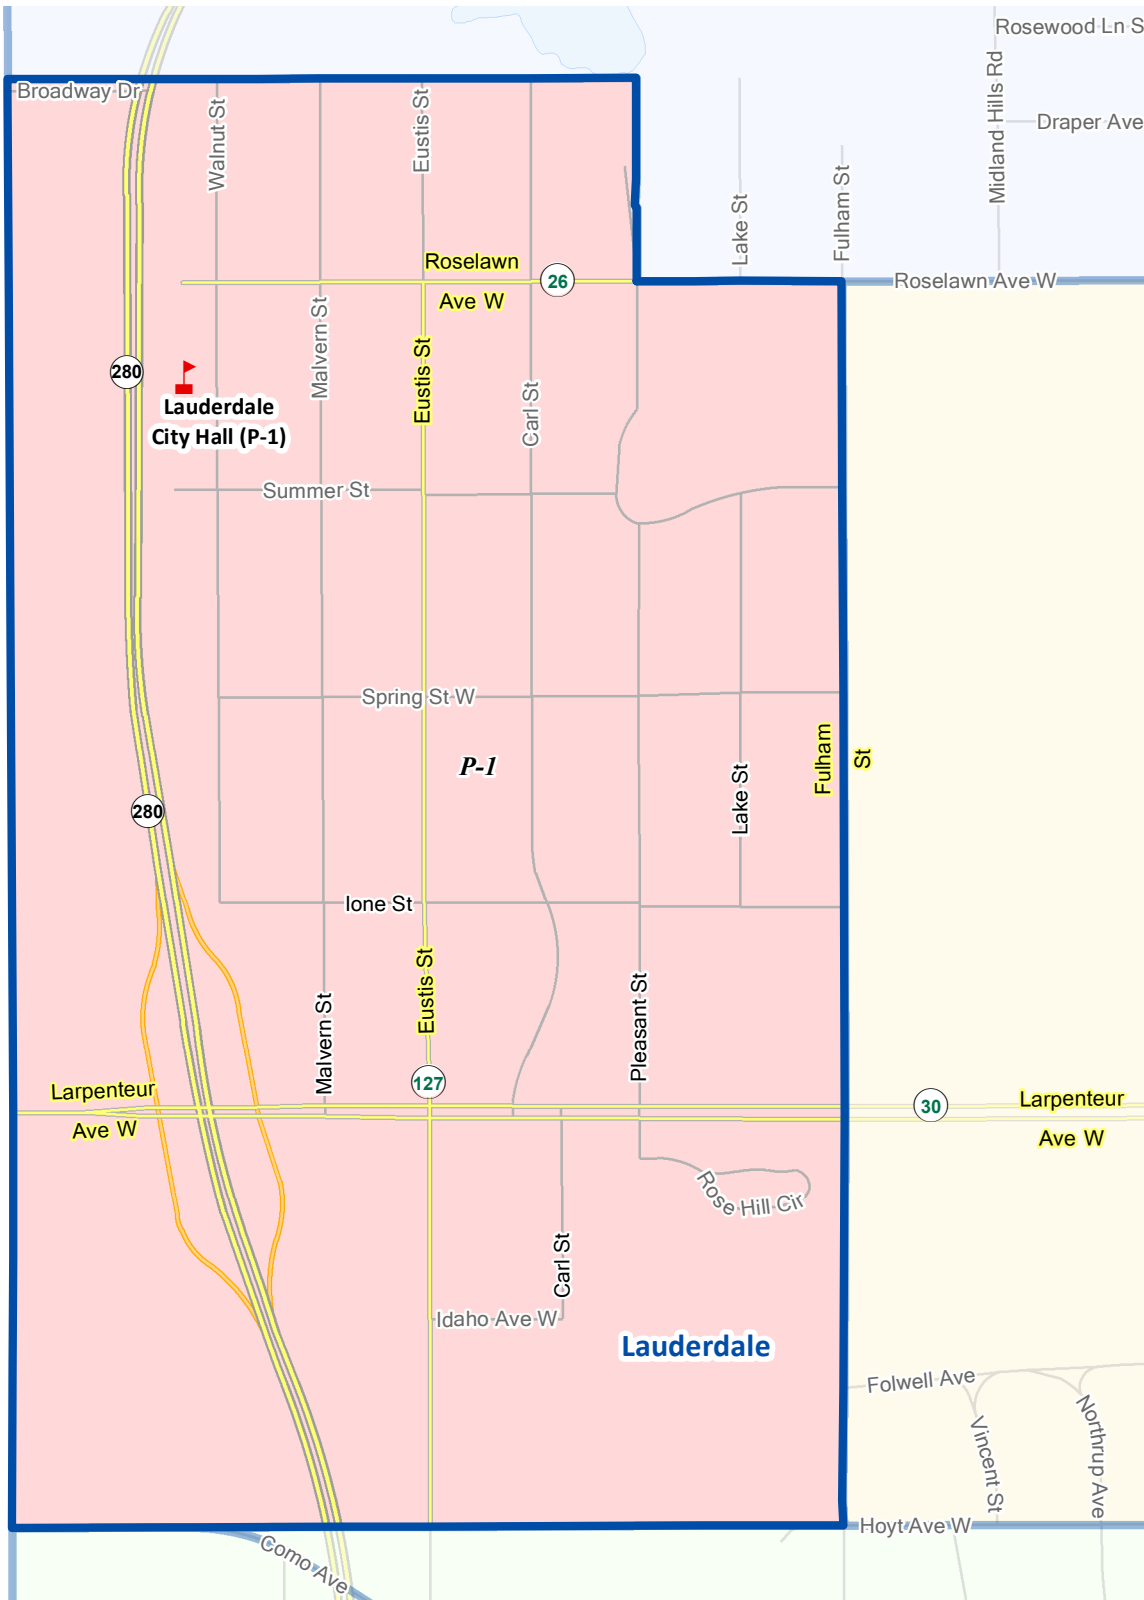 Rosewood Ln S
Broadway Dr
Walnut St
Eustis St
Midland Hills Rd
Draper Ave
Lake St
Fulham St
Roselawn
26
Ave W
Roselawn Ave W
Malvern St
280
Eustis St
Carl St
Lauderdale
City Hall (P-1)
Summer St
Spring St W
P-1
Fulham
St
Lake St
280
Ione St
Eustis St
Malvern St
Pleasant St
127
Larpenteur
Ave W
30
Larpenteur
Ave W
Rose Hill Cir
Carl St
Idaho Ave W
Lauderdale
Folwell Ave
Vincent St
Northrup Ave
Hoyt Ave W
Como Ave